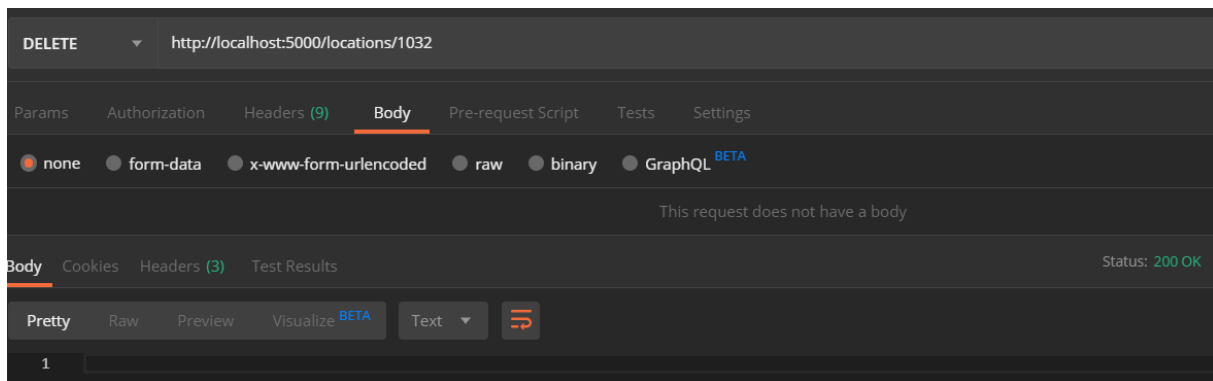 DELETE http://localhost:5000/locations/1032
Params Authorization Headers (9) Body Pre-request Script Tests Settings
none form-data x-www-form-urlencoded raw binary GraphQL BETA
This request does not have a body
Body Cookies Headers (3) Test Results Status: 200 OK
Pretty Raw Preview Visualize BETA Text
1